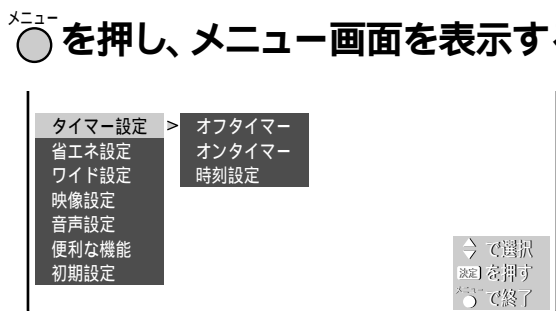 メニュー
を押し、メニュー画面を表示する
タイマー設定 > オフタイマー
省エネ設定 オンタイマー
ワイド設定 時刻設定
映像設定
音声設定
便利な機能
初期設定
で選択
決定 を押す
メニュー
で終了